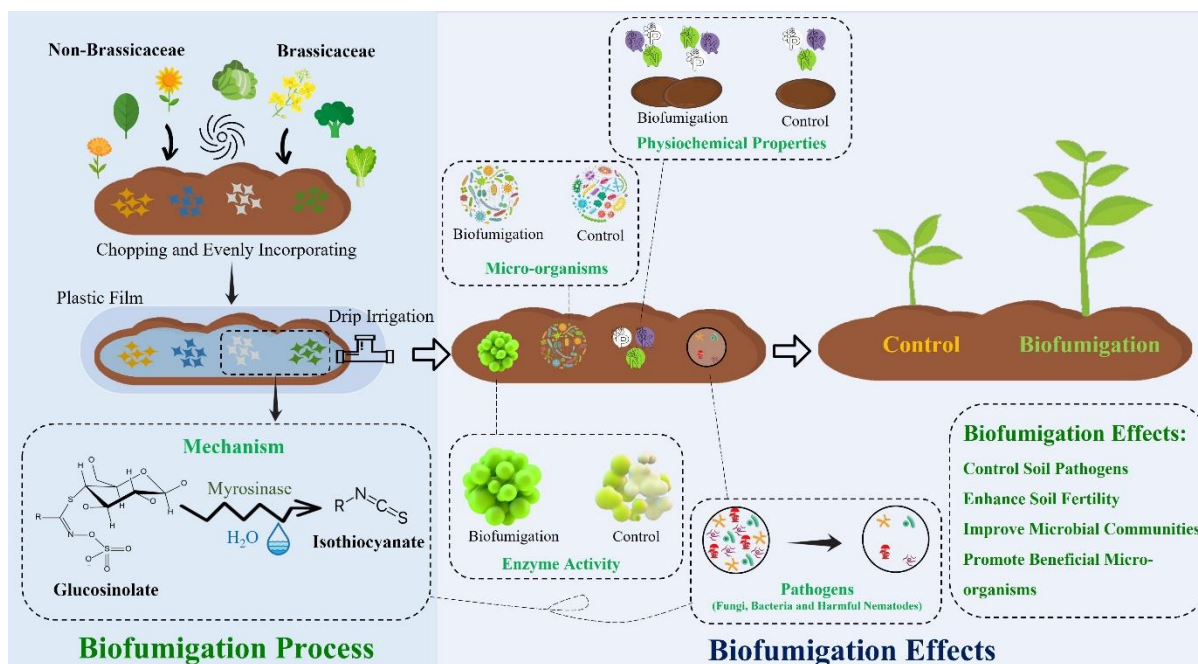 Non-Brassicaceae
Brassicaceae
Chopping and Evenly Incorporating
Plastic Film
Drip Irrigation
Mechanism
H
O
O
O
H
S
O
H
R
N
O
O
S
O
O
Myrosinase
H₂O
R
N
C
S
Isothiocyanate
Glucosinolate
Biofumigation Process
P
K
N
N
K
P
P
K
N
Biofumigation
Control
Physiochemical Properties
Biofumigation
Control
Micro-organisms
P
K
N
Biofumigation
Control
Enzyme Activity
Pathogens
(Fungi, Bacteria and Harmful Nematodes)
Control
Biofumigation
Biofumigation Effects:
Control Soil Pathogens
Enhance Soil Fertility
Improve Microbial Communities
Promote Beneficial Micro-
organisms
Biofumigation Effects